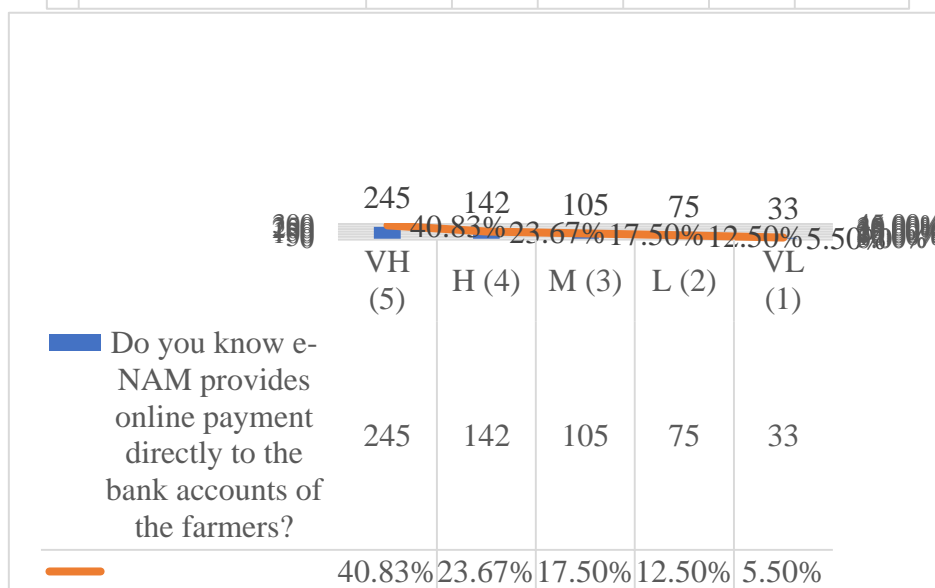 245 142 105 75 33
40.83% 23.67% 17.50% 12.50% 5.50%
VH (5) H (4) M (3) L (2) VL (1)
Do you know e-
NAM provides
online payment
directly to the
bank accounts of
the farmers?
245 142 105 75 33
40.83% 23.67% 17.50% 12.50% 5.50%